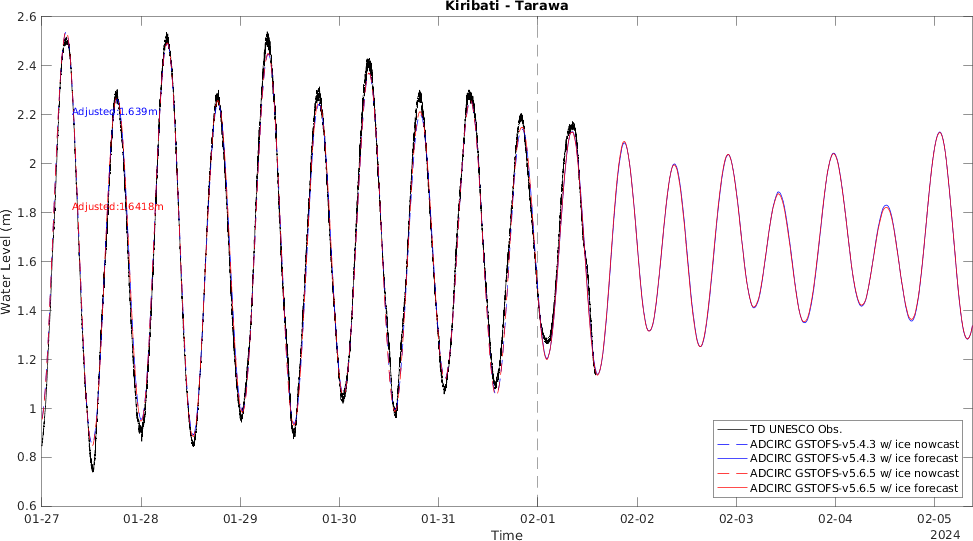 Kiribati - Tarawa
2.6
2.4
2.2
2
1.8
1.6
1.4
1.2
1
0.8
0.6
Water Level (m)
Adjusted:1.639m
Adjusted:1.6418m
TD UNESCO Obs.
ADCIRC GSTOFS-v5.4.3 w/ ice nowcast
ADCIRC GSTOFS-v5.4.3 w/ ice forecast
ADCIRC GSTOFS-v5.6.5 w/ ice nowcast
ADCIRC GSTOFS-v5.6.5 w/ ice forecast
01-27 01-28 01-29 01-30 01-31 02-01 02-02 02-03 02-04 02-05
Time
2024